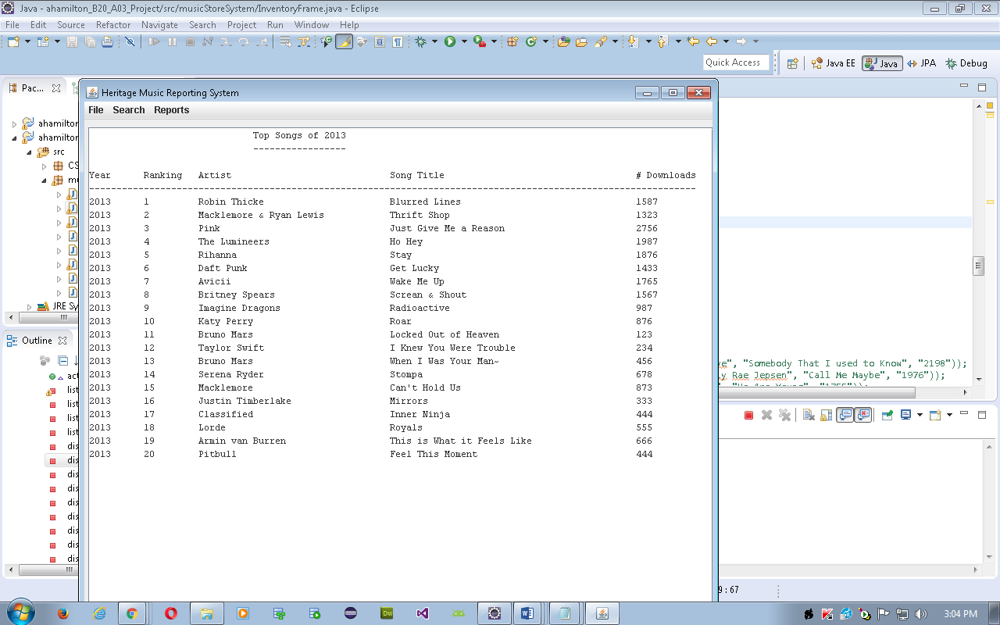 Java - ahamilton_B20_A03_Project/src/musicStoreSystem/InventoryFrame.java - Eclipse
File Edit Source Refactor Navigate Search Project Run Window Help
Quick Access Java EE Java JPA Debug
Pac...
Heritage Music Reporting System
File Search Reports
ahamilton
ahamilton
src
CS
mu
JRE Sy
Top Songs of 2013
-----------------
Year Ranking Artist Song Title # Downloads
2013 1 Robin Thicke Blurred Lines 1587
2013 2 Macklemore & Ryan Lewis Thrift Shop 1323
2013 3 Pink Just Give Me a Reason 2756
2013 4 The Lumineers Ho Hey 1987
2013 5 Rihanna Stay 1876
2013 6 Daft Punk Get Lucky 1433
2013 7 Avicii Wake Me Up 1765
2013 8 Britney Spears Screan & Shout 1567
2013 9 Imagine Dragons Radioactive 987
2013 10 Katy Perry Roar 876
2013 11 Bruno Mars Locked Out of Heaven 123
2013 12 Taylor Swift I Knew You Were Trouble 234
2013 13 Bruno Mars When I Was Your Man~ 456
2013 14 Serena Ryder Stompa 678
2013 15 Macklemore Can't Hold Us 873
2013 16 Justin Timberlake Mirrors 333
2013 17 Classified Inner Ninja 444
2013 18 Lorde Royals 555
2013 19 Armin van Burren This is What it Feels Like 666
2013 20 Pitbull Feel This Moment 444
Outline
act
list
list
list
list
dis
dis
dis
dis
dis
dis
dis
dis
dis
ye", "Somebody That I used to Know", "2198"));
ly Rae Jepsen", "Call Me Maybe", "1976"));
", "We Are Young", "1755"));
9 : 67
Dw
3:04 PM